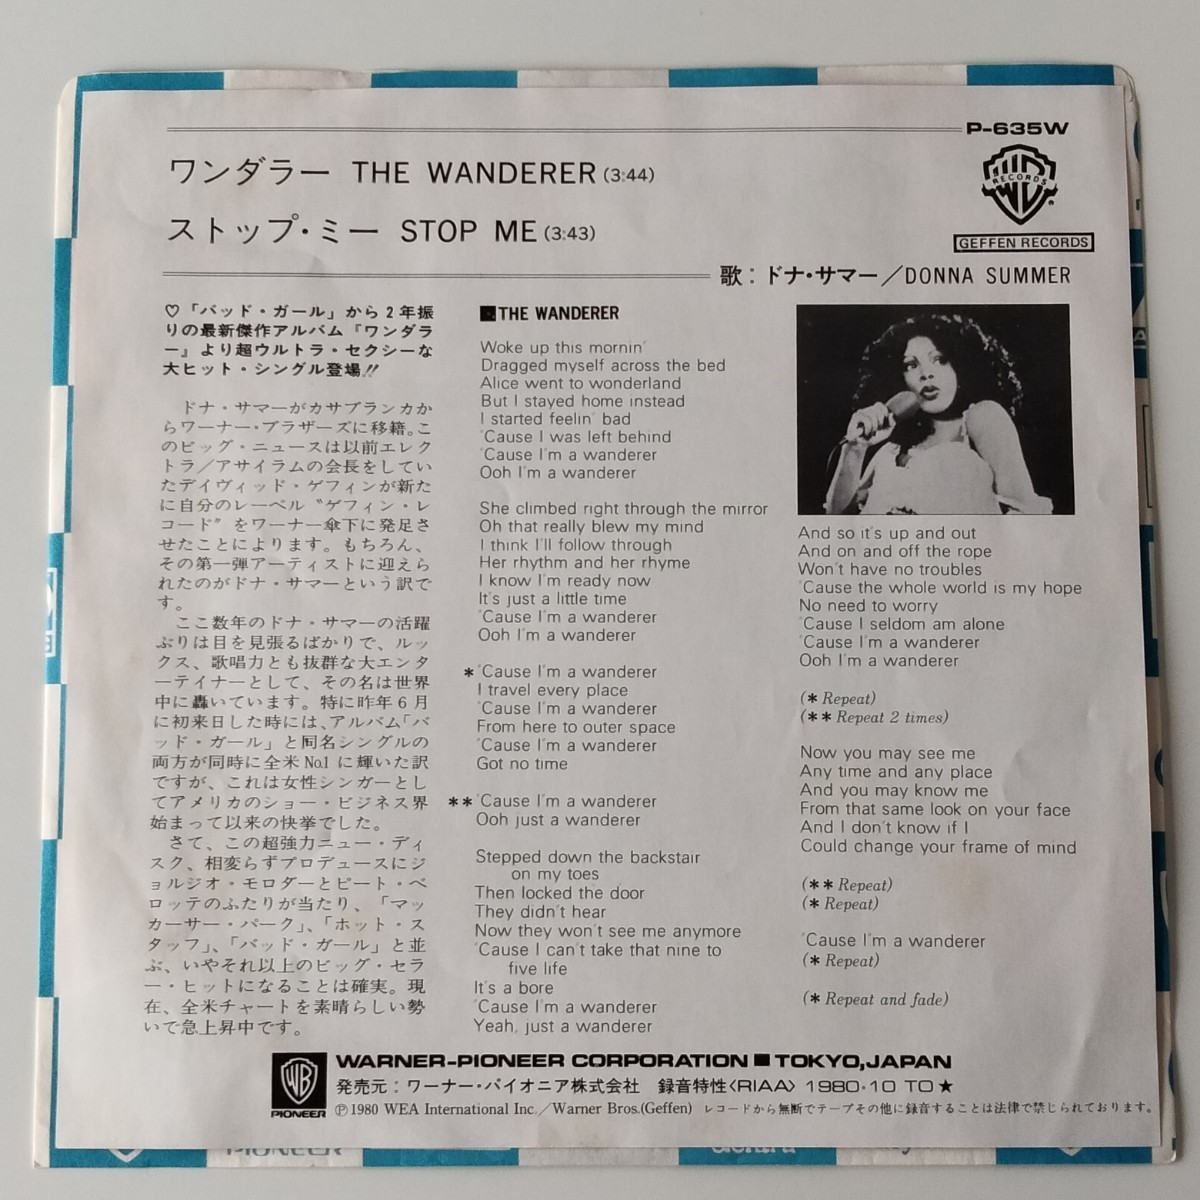 P-635W
ワンダラー THE WANDERER (3:44)
ストップ・ミー STOP ME (3:43)
WB RECORDS
GEFFEN RECORDS
歌：ドナ・サマー／DONNA SUMMER
♡「バッド・ガール」から2年振
りの最新傑作アルバム『ワンダラ
ー』より超ウルトラ・セクシーな
大ヒット・シングル登場!!
ドナ・サマーがカサブランカか
らワーナー・ブラザーズに移籍。こ
のビッグ・ニュースは以前エレク
トラ／アサイラムの会長をしてい
たデイヴィッド・ゲフィンが新た
に自分のレーベル〝ゲフィン・レ
コード〟をワーナー傘下に発足さ
せたことによります。もちろん、
その第一弾アーティストに迎えら
れたのがドナ・サマーという訳で
す。
ここ数年のドナ・サマーの活躍
ぶりは目を見張るばかりで、ルッ
クス、歌唱力とも抜群な大エンタ
ーテイナーとして、その名は世界
中に轟いています。特に昨年6月
に初来日した時には、アルバム「バ
ッド・ガール」と同名シングルの
両方が同時に全米No.1に輝いた訳
ですが、これは女性シンガーとし
てアメリカのショー・ビジネス界
始まって以来の快挙でした。
さて、この超強力ニュー・ディ
スク、相変らずプロデュースにジ
ョルジオ・モロダーとピート・ベ
ロッテのふたりが当たり、「マッ
カーサー・パーク」、「ホット・ス
タッフ」、「バッド・ガール」と並
ぶ、いやそれ以上のビッグ・セラ
ー・ヒットになることは確実。現
在、全米チャートを素晴らしい勢
いで急上昇中です。
■THE WANDERER
Woke up this mornin'
Dragged myself across the bed
Alice went to wonderland
But I stayed home instead
I started feelin' bad
'Cause I was left behind
'Cause I'm a wanderer
Ooh I'm a wanderer
She climbed right through the mirror
Oh that really blew my mind
I think I'll follow through
Her rhythm and her rhyme
I know I'm ready now
It's just a little time
'Cause I'm a wanderer
Ooh I'm a wanderer
*'Cause I'm a wanderer
I travel every place
'Cause I'm a wanderer
From here to outer space
'Cause I'm a wanderer
Got no time
**'Cause I'm a wanderer
Ooh just a wanderer
Stepped down the backstair
on my toes
Then locked the door
They didn't hear
Now they won't see me anymore
'Cause I can't take that nine to
five life
It's a bore
'Cause I'm a wanderer
Yeah, just a wanderer
And so it's up and out
And on and off the rope
Won't have no troubles
'Cause the whole world is my hope
No need to worry
'Cause I seldom am alone
'Cause I'm a wanderer
Ooh I'm a wanderer
(* Repeat)
(** Repeat 2 times)
Now you may see me
Any time and any place
And you may know me
From that same look on your face
And I don't know if I
Could change your frame of mind
(** Repeat)
(* Repeat)
'Cause I'm a wanderer
(* Repeat)
(* Repeat and fade)
WB PIONEER
WARNER-PIONEER CORPORATION ■ TOKYO, JAPAN
発売元：ワーナー・パイオニア株式会社 録音特性〈RIAA〉1980・10 TO★
Ⓟ1980 WEA International Inc.／Warner Bros.(Geffen) レコードから無断でテープその他に録音することは法律で禁じられております。